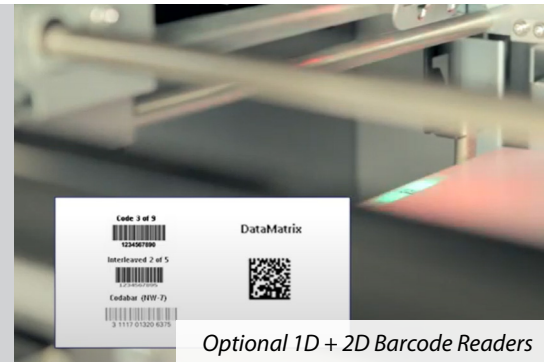 Code 3 of 9
1234567890
Interleaved 2 of 5
1234567895
Codabar (NW-7)
3 1117 01320 6375
DataMatrix
Optional 1D + 2D Barcode Readers